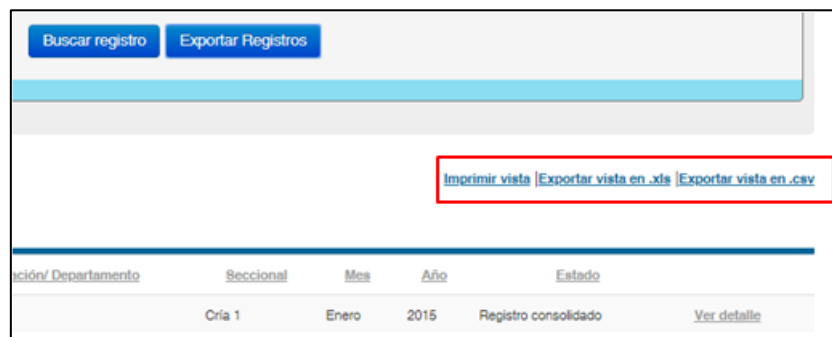 Buscar registro Exportar Registros
Imprimir vista |Exportar vista en .xls |Exportar vista en .csv
ación/ Departamento Seccional Mes Año Estado
Cría 1 Enero 2015 Registro consolidado Ver detalle